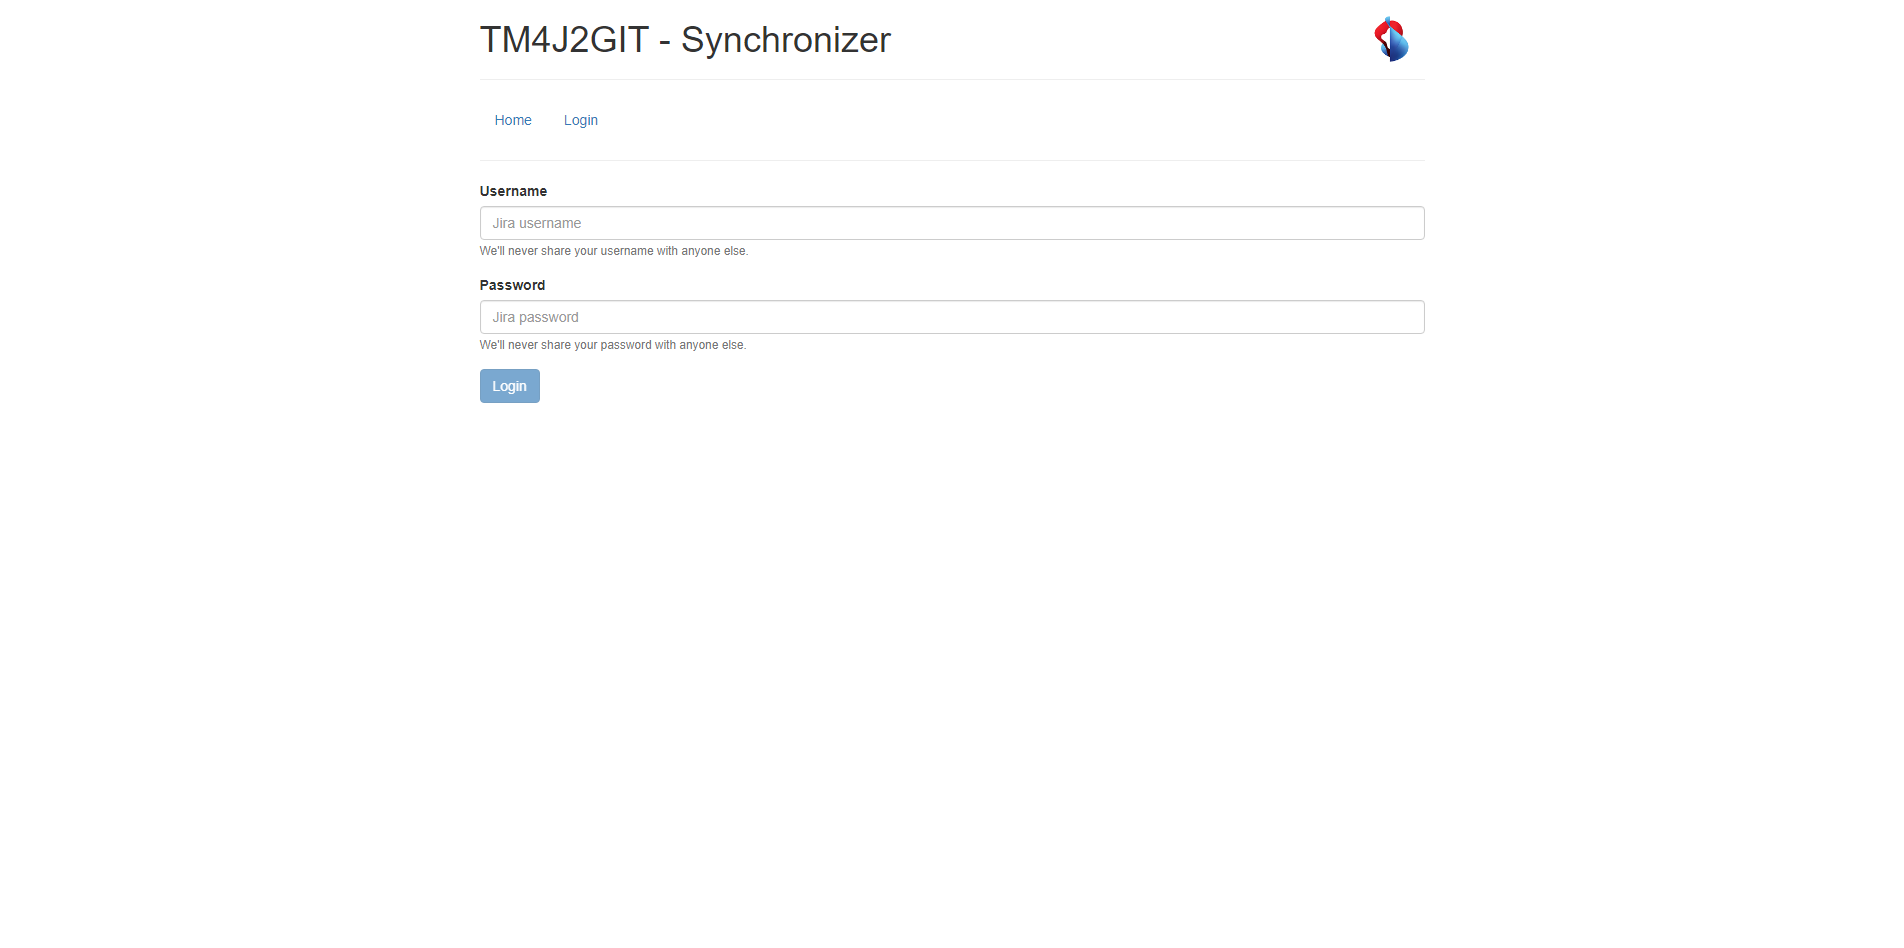 TM4J2GIT - Synchronizer
Home Login
Username
Jira username
We'll never share your username with anyone else.
Password
Jira password
We'll never share your password with anyone else.
Login